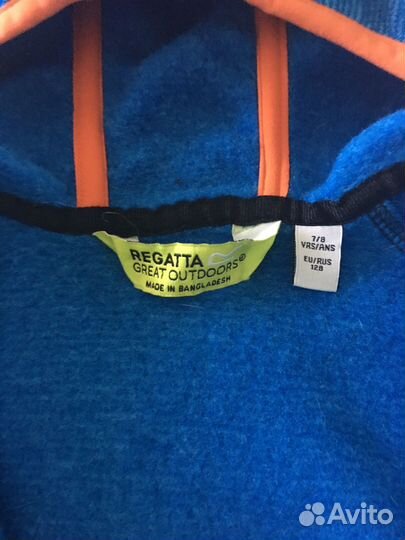 REGATTA
GREAT OUTDOORS®
MADE IN BANGLADESH
7/8
YRS/ANS
EU/RUS
128
Avito